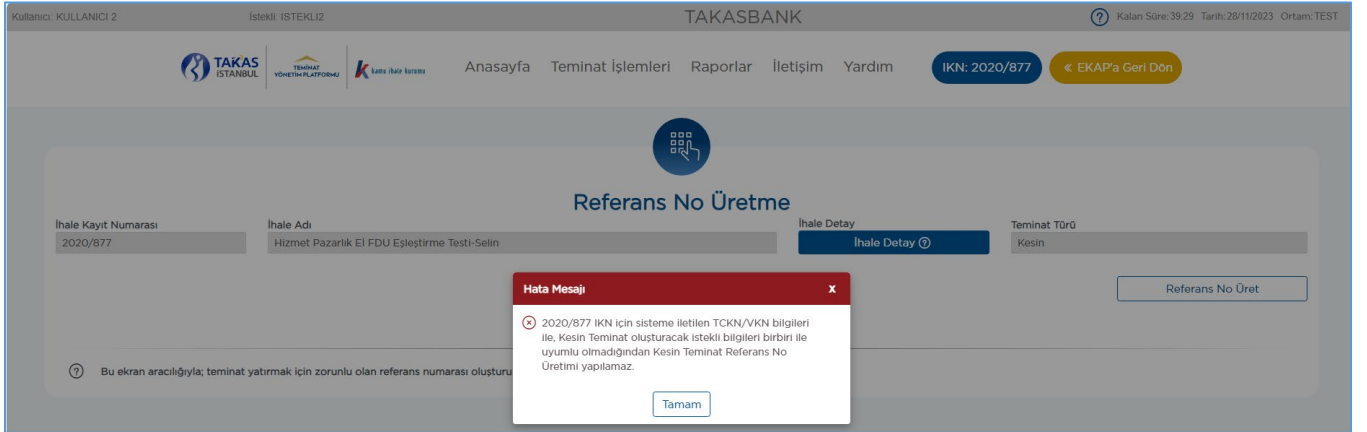 Kullanıcı: KULLANICI 2 İstekli: ISTEKLI2 TAKASBANK ? Kalan Süre: 39:29 Tarih: 28/11/2023 Ortam: TEST
TAKAS
İSTANBUL
TEMİNAT
YÖNETİM PLATFORMU
kamu ihale kurumu
Anasayfa Teminat İşlemleri Raporlar İletişim Yardım IKN: 2020/877 « EKAP'a Geri Dön
Referans No Üretme
İhale Kayıt Numarası İhale Adı İhale Detay Teminat Türü
2020/877 Hizmet Pazarlık Eİ FDU Eşleştirme Testi-Selin İhale Detay ? Kesin
Referans No Üret
Hata Mesajı x
2020/877 IKN için sisteme iletilen TCKN/VKN bilgileri
ile, Kesin Teminat oluşturacak istekli bilgileri birbiri ile
uyumlu olmadığından Kesin Teminat Referans No
Üretimi yapılamaz.
Tamam
? Bu ekran aracılığıyla; teminat yatırmak için zorunlu olan referans numarası oluşturu